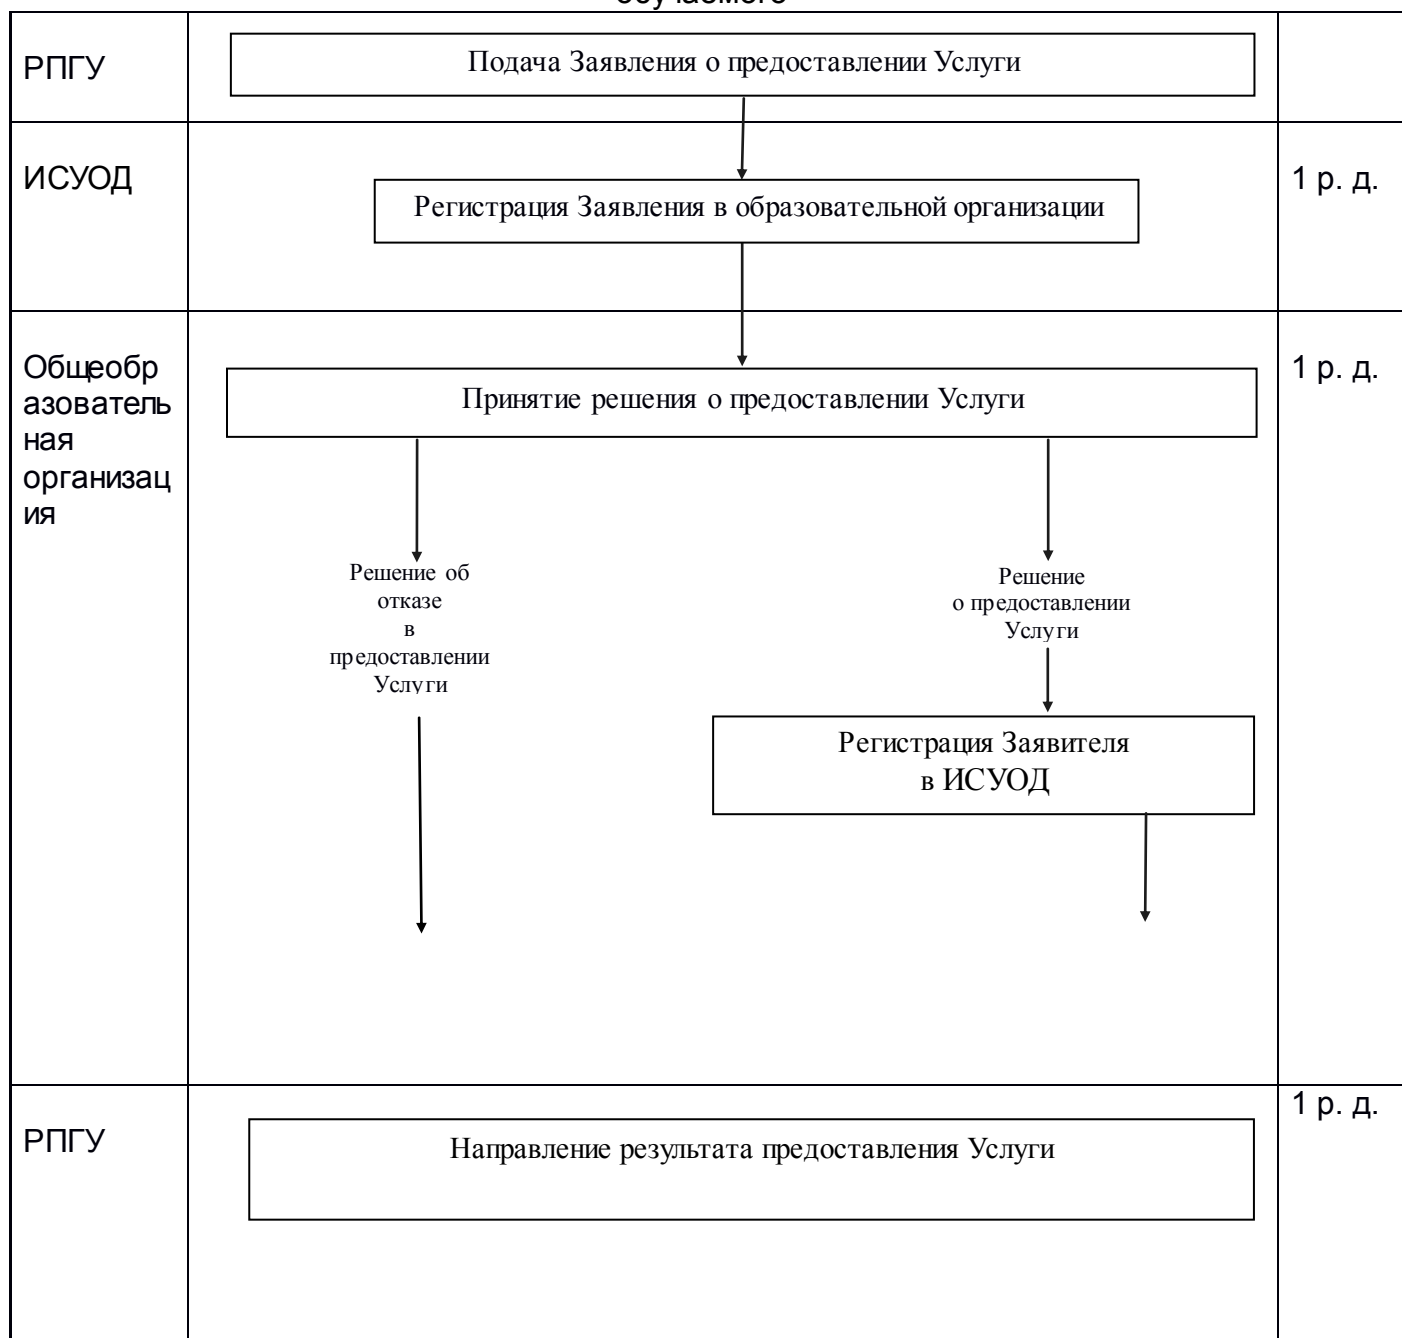 РПГУ
Подача Заявления о предоставлении Услуги
ИСУОД
Регистрация Заявления в образовательной организации
1 р. д.
Общеобр
азователь
ная
организац
ия
Принятие решения о предоставлении Услуги
1 р. д.
Решение об
отказе
в
предоставлении
Услуги
Решение
о предоставлении
Услуги
Регистрация Заявителя
в ИСУОД
РПГУ
Направление результата предоставления Услуги
1 р. д.